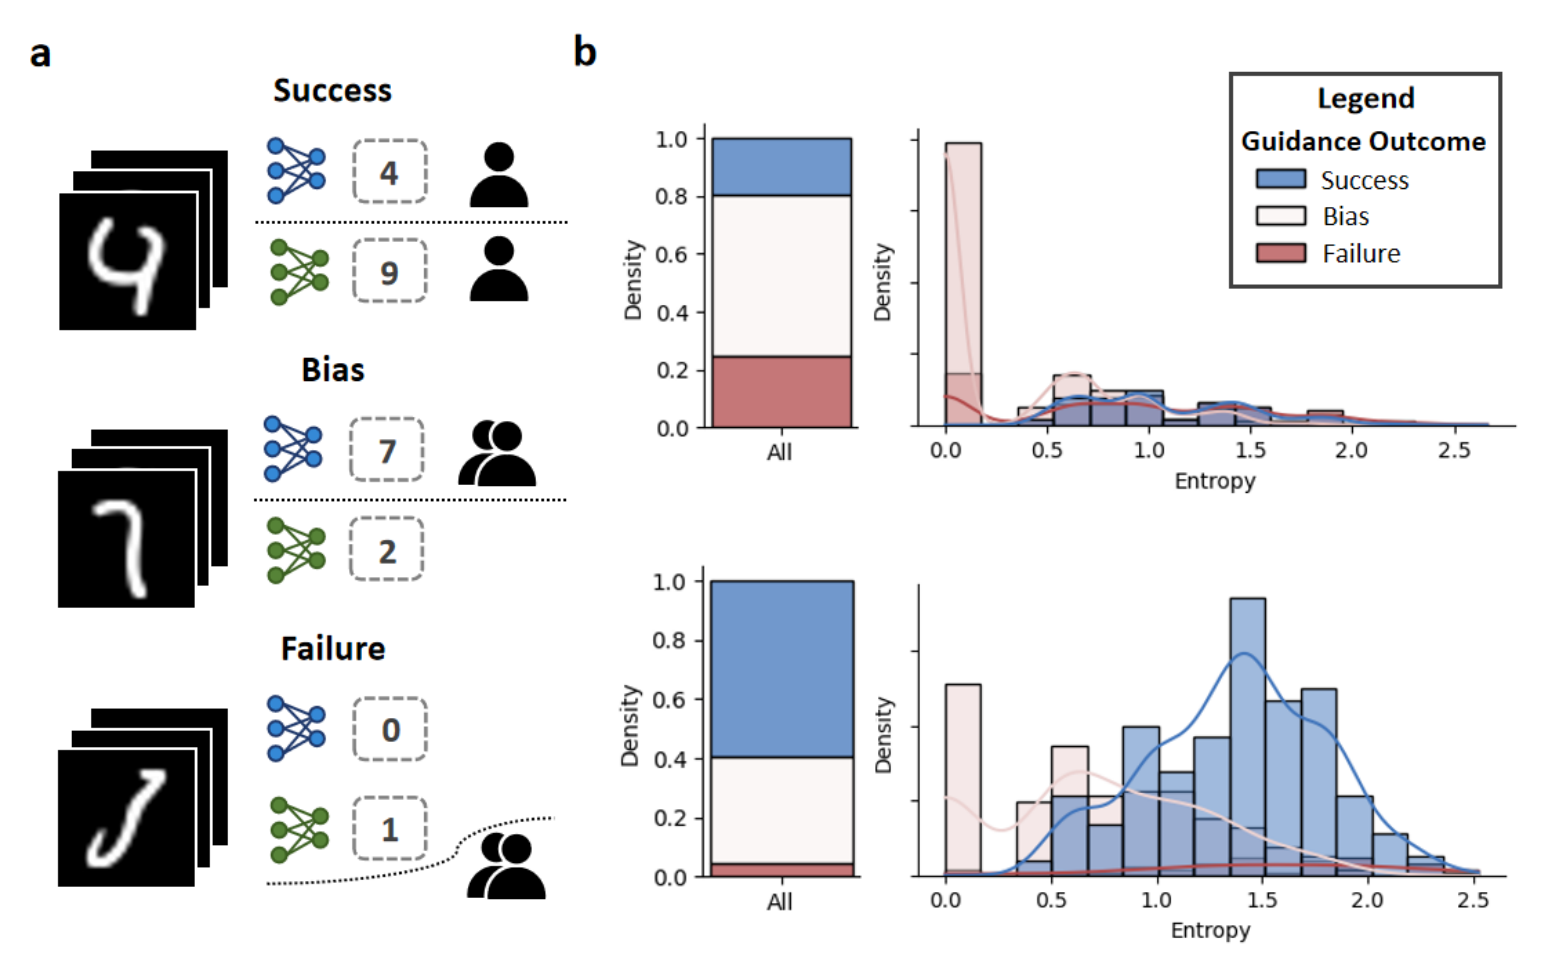 a
Success
4
9
Bias
7
2
Failure
0
1
b
Legend
Guidance Outcome
Success
Bias
Failure
1.0
0.8
0.6
0.4
0.2
0.0
Density
All
Density
0.0 0.5 1.0 1.5 2.0 2.5
Entropy
1.0
0.8
0.6
0.4
0.2
0.0
Density
All
Density
0.0 0.5 1.0 1.5 2.0 2.5
Entropy